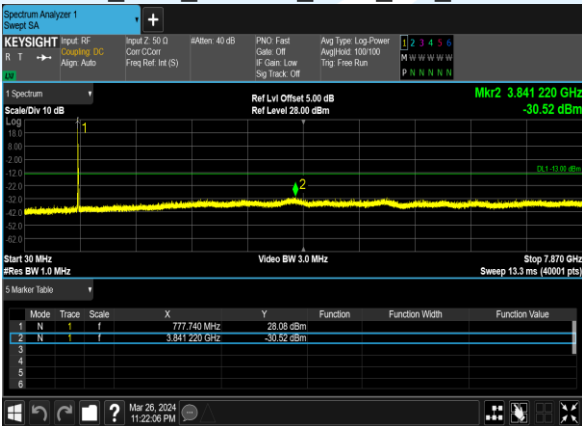 Spectrum Analyzer 1
Swept SA
+
KEYSIGHT Input: RF Input Z: 50 Ω #Atten: 40 dB PNO: Fast Avg Type: Log-Power 1 2 3 4 5 6
R T Coupling: DC Corr CCorr Gate: Off Avg|Hold: 100/100 M W W W W W
Align: Auto Freq Ref: Int (S) IF Gain: Low Trig: Free Run
LV Sig Track: Off P N N N N N
1 Spectrum Ref Lvl Offset 5.00 dB Mkr2 3.841 220 GHz
Scale/Div 10 dB Ref Level 28.00 dBm -30.52 dBm
Log
18.0
8.00
-2.00
-12.0
-22.0
-32.0
-42.0
-52.0
-62.0
1
DL1 -13.00 dBm
2
Start 30 MHz Video BW 3.0 MHz Stop 7.870 GHz
#Res BW 1.0 MHz Sweep 13.3 ms (40001 pts)
5 Marker Table
Mode Trace Scale X Y Function Function Width Function Value
1 N 1 f 777.740 MHz 28.08 dBm
2 N 1 f 3.841 220 GHz -30.52 dBm
3
4
5
6
? Mar 26, 2024
11:22:06 PM